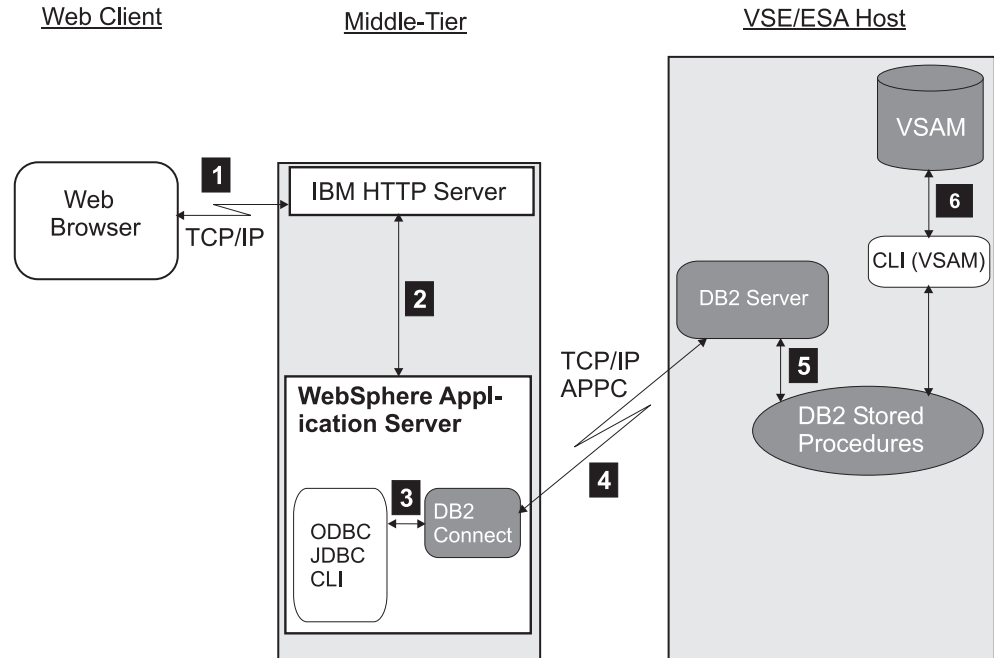 Web Client
Middle-Tier
VSE/ESA Host
VSAM
1
IBM HTTP Server
Web
Browser
TCP/IP
6
CLI (VSAM)
2
DB2 Server
TCP/IP
APPC
5
WebSphere Appl-
ication Server
DB2 Stored
Procedures
4
3
DB2
Connect
ODBC
JDBC
CLI